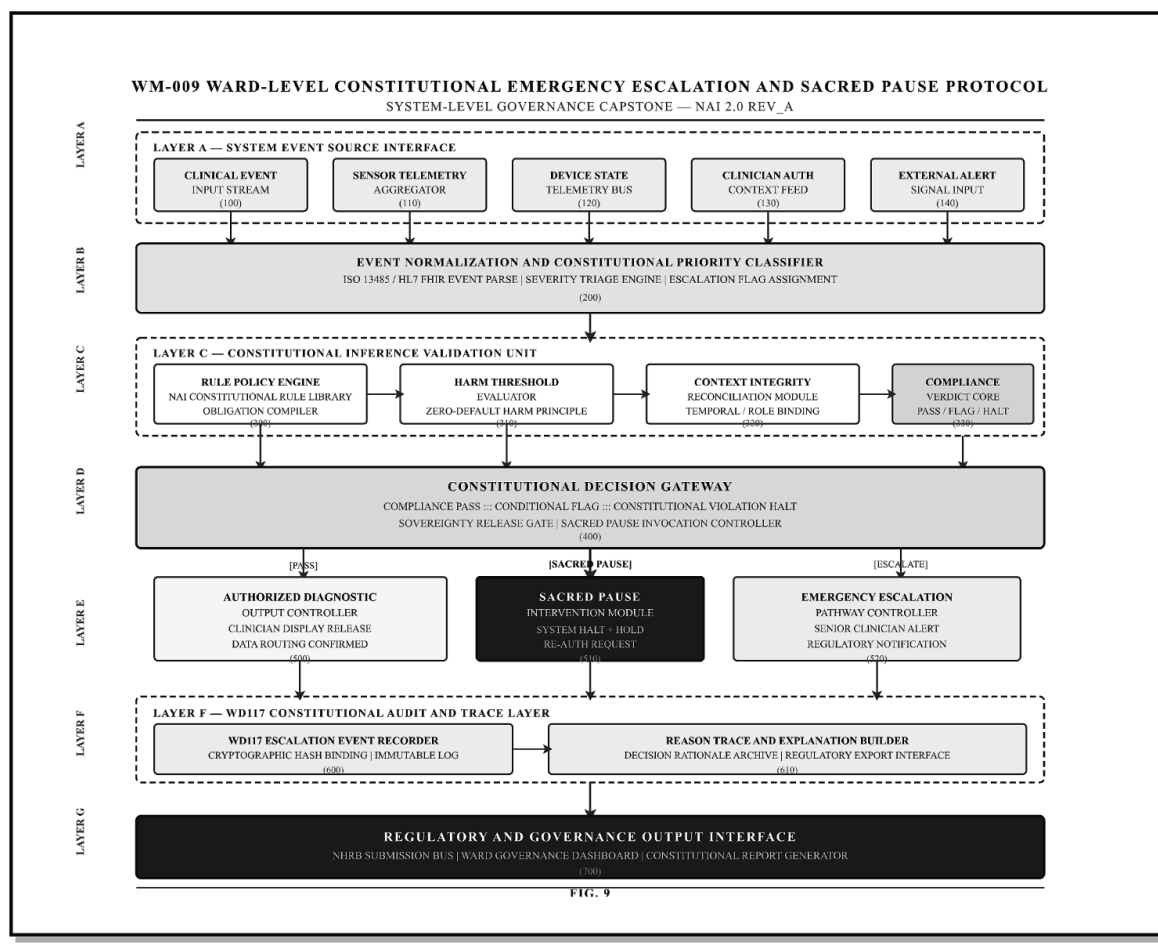 WM-009 WARD-LEVEL CONSTITUTIONAL EMERGENCY ESCALATION AND SACRED PAUSE PROTOCOL
SYSTEM-LEVEL GOVERNANCE CAPSTONE — NAI 2.0 REV_A
LAYER A
LAYER A — SYSTEM EVENT SOURCE INTERFACE
CLINICAL EVENT
INPUT STREAM
(100)
SENSOR TELEMETRY
AGGREGATOR
(110)
DEVICE STATE
TELEMETRY BUS
(120)
CLINICIAN AUTH
CONTEXT FEED
(130)
EXTERNAL ALERT
SIGNAL INPUT
(140)
LAYER B
EVENT NORMALIZATION AND CONSTITUTIONAL PRIORITY CLASSIFIER
ISO 13485 / HL7 FHIR EVENT PARSE | SEVERITY TRIAGE ENGINE | ESCALATION FLAG ASSIGNMENT
(200)
LAYER C
LAYER C — CONSTITUTIONAL INFERENCE VALIDATION UNIT
RULE POLICY ENGINE
NAI CONSTITUTIONAL RULE LIBRARY
OBLIGATION COMPILER
(300)
HARM THRESHOLD
EVALUATOR
ZERO-DEFAULT HARM PRINCIPLE
(310)
CONTEXT INTEGRITY
RECONCILIATION MODULE
TEMPORAL / ROLE BINDING
(320)
COMPLIANCE
VERDICT CORE
PASS / FLAG / HALT
(330)
LAYER D
CONSTITUTIONAL DECISION GATEWAY
COMPLIANCE PASS ::: CONDITIONAL FLAG ::: CONSTITUTIONAL VIOLATION HALT
SOVEREIGNTY RELEASE GATE | SACRED PAUSE INVOCATION CONTROLLER
(400)
[PASS]
[SACRED PAUSE]
[ESCALATE]
LAYER E
AUTHORIZED DIAGNOSTIC
OUTPUT CONTROLLER
CLINICIAN DISPLAY RELEASE
DATA ROUTING CONFIRMED
(500)
SACRED PAUSE
INTERVENTION MODULE
SYSTEM HALT + HOLD
RE-AUTH REQUEST
(510)
EMERGENCY ESCALATION
PATHWAY CONTROLLER
SENIOR CLINICIAN ALERT
REGULATORY NOTIFICATION
(520)
LAYER F
LAYER F — WD117 CONSTITUTIONAL AUDIT AND TRACE LAYER
WD117 ESCALATION EVENT RECORDER
CRYPTOGRAPHIC HASH BINDING | IMMUTABLE LOG
(600)
REASON TRACE AND EXPLANATION BUILDER
DECISION RATIONALE ARCHIVE | REGULATORY EXPORT INTERFACE
(610)
LAYER G
REGULATORY AND GOVERNANCE OUTPUT INTERFACE
NHRB SUBMISSION BUS | WARD GOVERNANCE DASHBOARD | CONSTITUTIONAL REPORT GENERATOR
(700)
FIG. 9